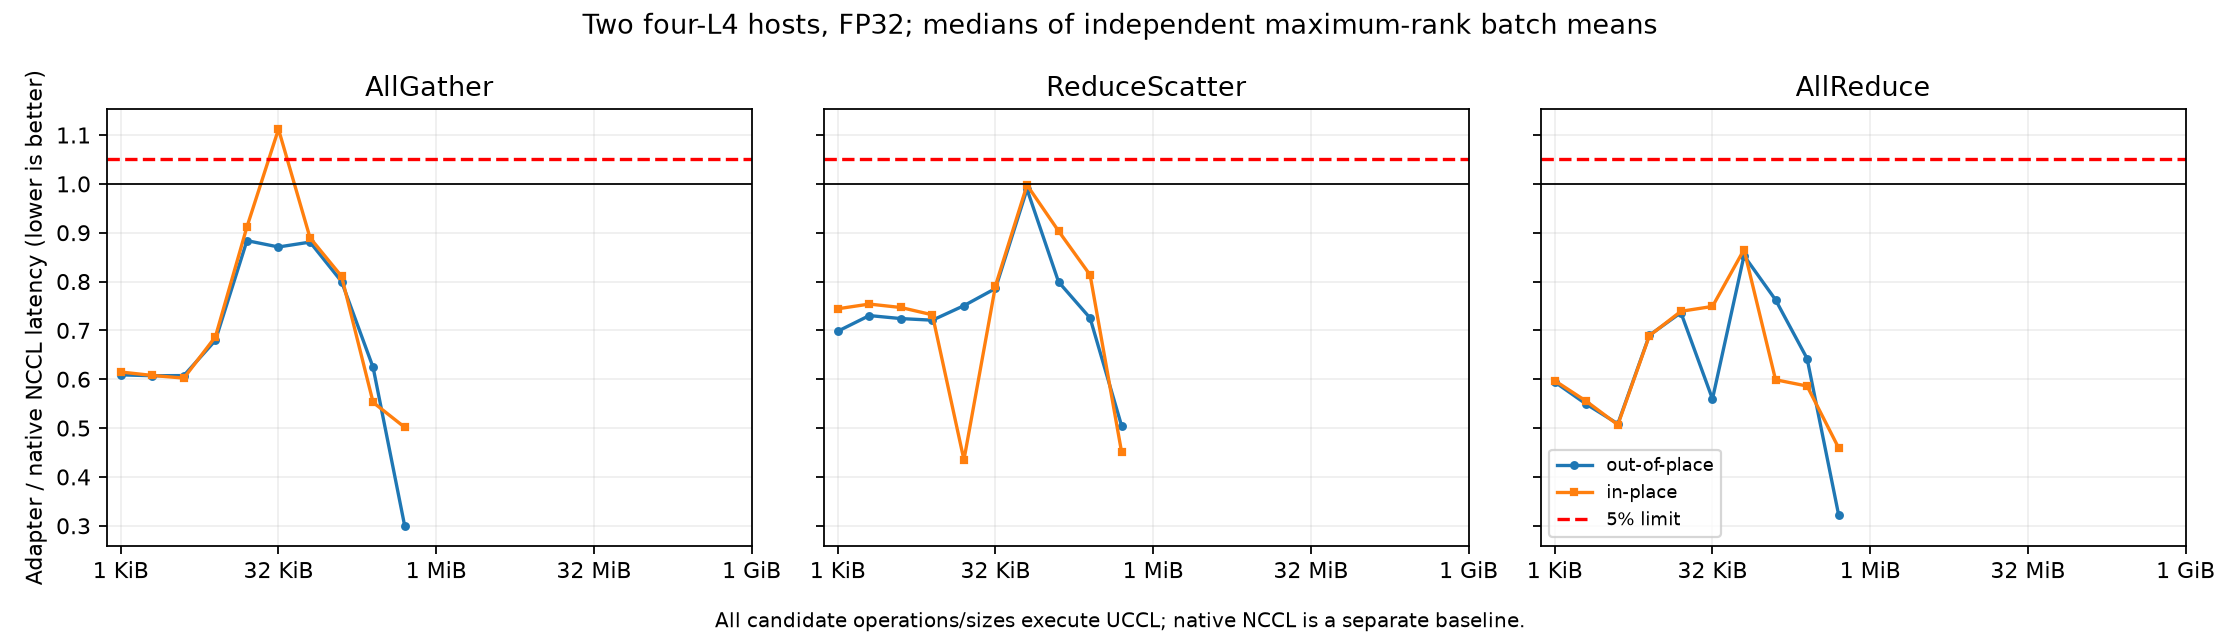 Two four-L4 hosts, FP32; medians of independent maximum-rank batch means
AllGather
ReduceScatter
AllReduce
Adapter / native NCCL latency (lower is better)
1.1
1.0
0.9
0.8
0.7
0.6
0.5
0.4
0.3
1 KiB
32 KiB
1 MiB
32 MiB
1 GiB
1 KiB
32 KiB
1 MiB
32 MiB
1 GiB
out-of-place
in-place
5% limit
1 KiB
32 KiB
1 MiB
32 MiB
1 GiB
All candidate operations/sizes execute UCCL; native NCCL is a separate baseline.